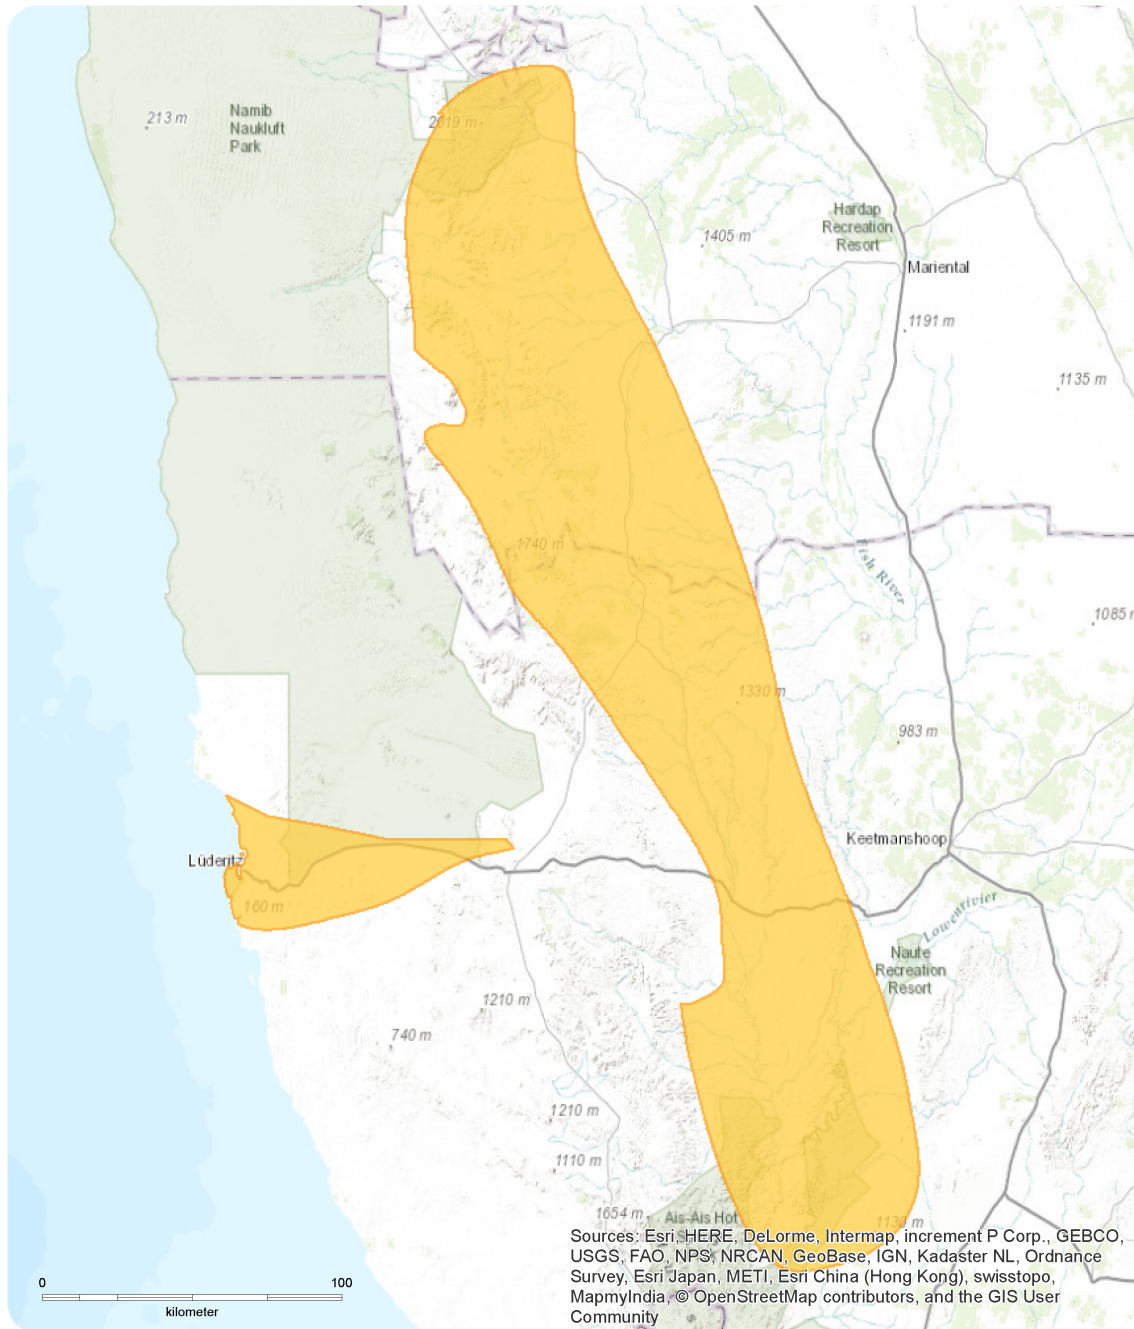 213 m
Namib
Naukluft
Park
2019 m
Hardap
Recreation
Resort
1405 m
Mariental
1191 m
1135 m
1740 m
Fish River
1085 m
1330 m
983 m
Keetmanshoop
Lüderitz
160 m
Lowenrivier
Naute
Recreation
Resort
1210 m
740 m
1210 m
1110 m
1654 m
Ais-Ais Hot
1130 m
Sources: Esri, HERE, DeLorme, Intermap, increment P Corp., GEBCO,
USGS, FAO, NPS, NRCAN, GeoBase, IGN, Kadaster NL, Ordnance
Survey, Esri Japan, METI, Esri China (Hong Kong), swisstopo,
MapmyIndia, © OpenStreetMap contributors, and the GIS User
Community
0 100
kilometer